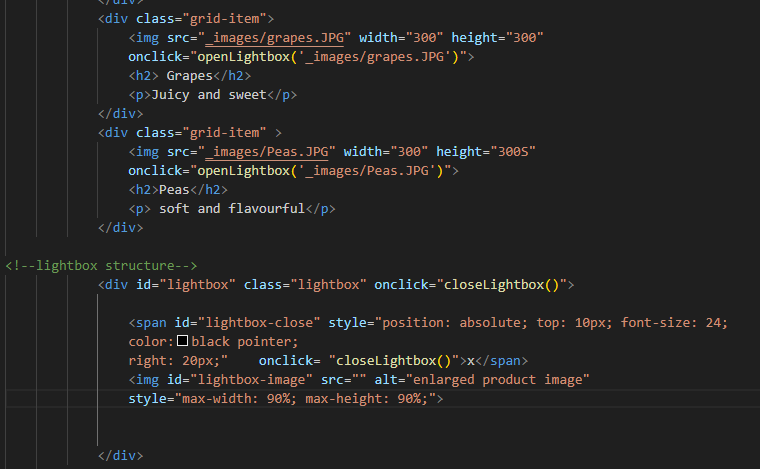 </div>
<div class="grid-item">
<img src="_images/grapes.JPG" width="300" height="300"
onclick="openLightbox('_images/grapes.JPG')">
<h2> Grapes</h2>
<p>Juicy and sweet</p>
</div>
<div class="grid-item" >
<img src="_images/Peas.JPG" width="300" height="300S"
onclick="openLightbox('_images/Peas.JPG')">
<h2>Peas</h2>
<p> soft and flavourful</p>
</div>
<!--lightbox structure-->
<div id="lightbox" class="lightbox" onclick="closeLightbox()">
<span id="lightbox-close" style="position: absolute; top: 10px; font-size: 24;
color: black pointer;
right: 20px;" onclick= "closeLightbox()">x</span>
<img id="lightbox-image" src="" alt="enlarged product image"
style="max-width: 90%; max-height: 90%;">
</div>